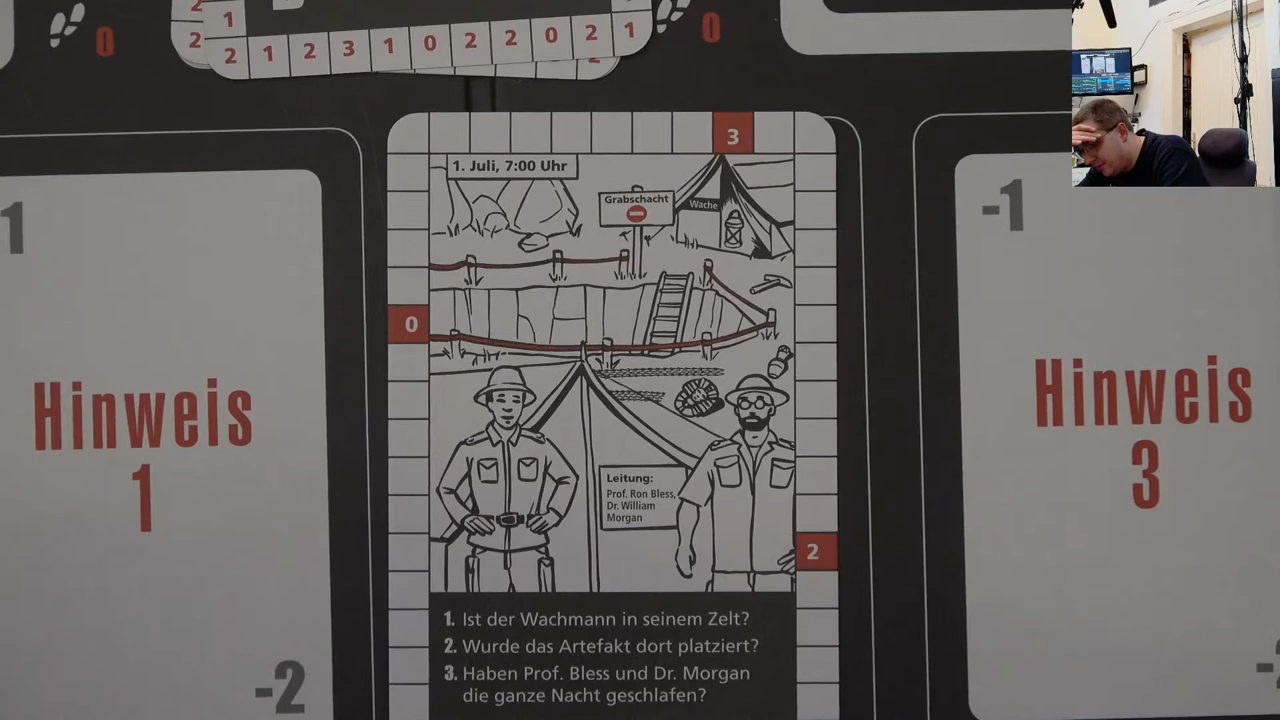 0
2
2
1
2 1 2 3 1 0 2 2 0 2 1
0
3
1. Juli, 7:00 Uhr
Grabschacht
Wache
0
Leitung:
Prof. Ron Bless,
Dr. William
Morgan
2
1. Ist der Wachmann in seinem Zelt?
2. Wurde das Artefakt dort platziert?
3. Haben Prof. Bless und Dr. Morgan
die ganze Nacht geschlafen?
1
Hinweis
1
-2
-1
Hinweis
3